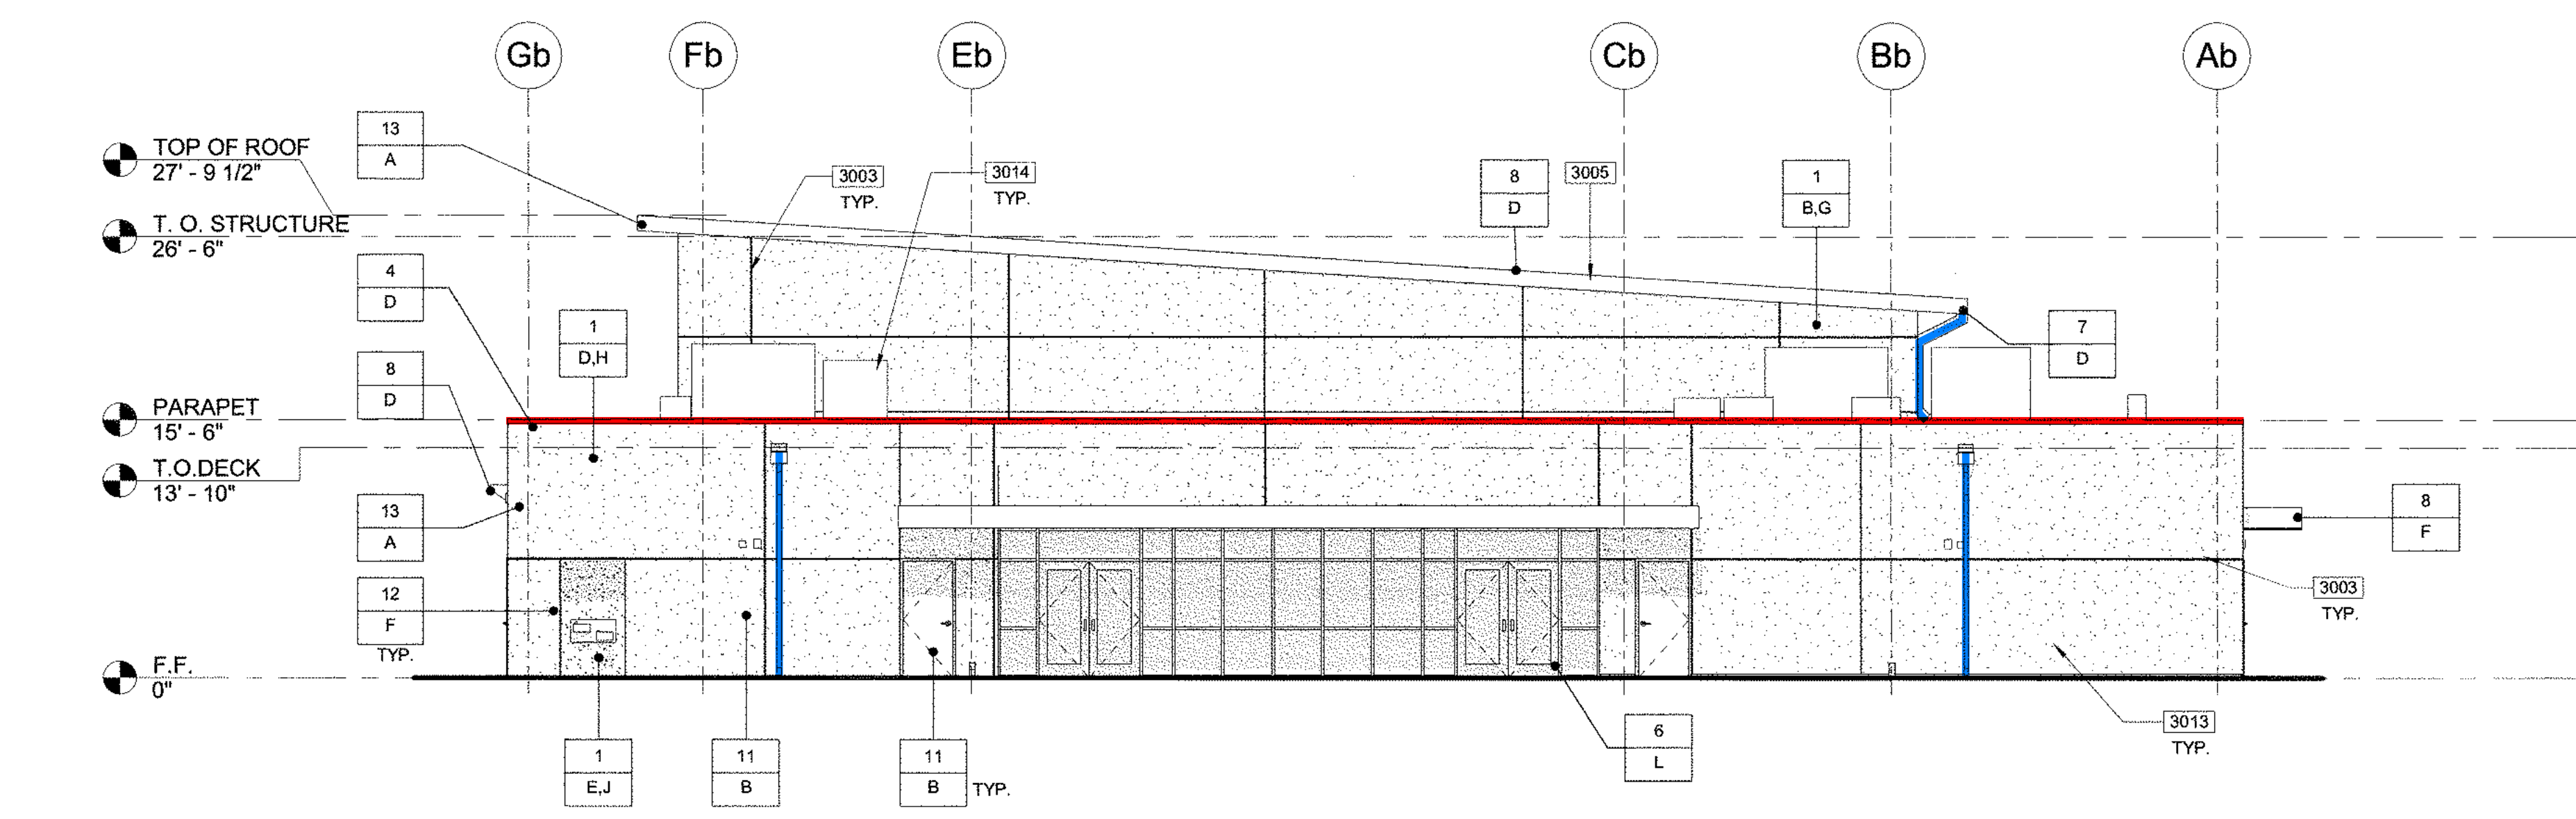 Gb
Fb
Eb
Cb
Bb
Ab
TOP OF ROOF
27' - 9 1/2"
T. O. STRUCTURE
26' - 6"
PARAPET
15' - 6"
T.O.DECK
13' - 10"
F.F.
0"
13
A
3003
TYP.
3014
TYP.
8
D
3005
1
B,G
4
D
1
D,H
8
D
13
A
12
F
TYP.
7
D
8
F
3003
TYP.
3013
TYP.
1
E,J
11
B
11
B
TYP.
6
L